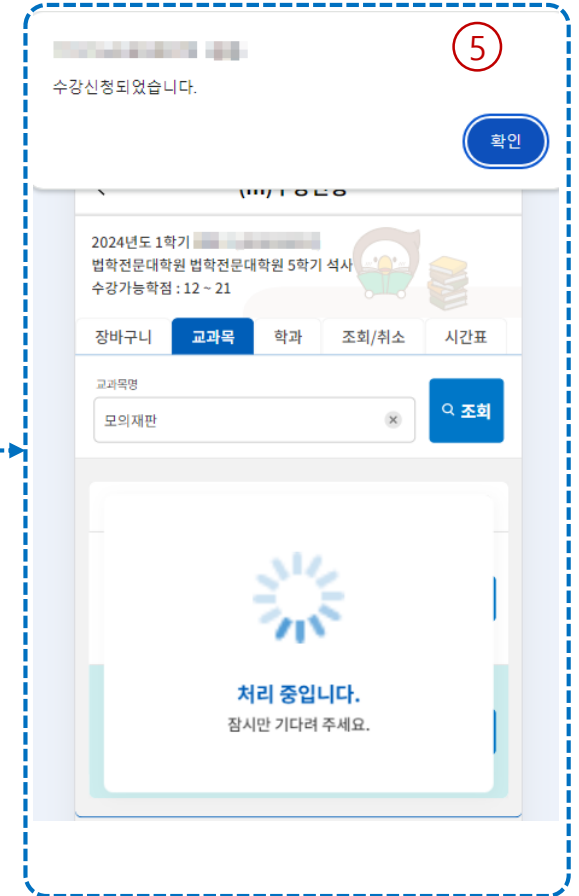 5
수강신청되었습니다.
확인
2024년도 1학기
법학전문대학원 법학전문대학원 5학기 석사
수강가능학점 : 12 ~ 21
장바구니 교과목 학과 조회/취소 시간표
교과목명
모의재판 조회
처리 중입니다.
잠시만 기다려 주세요.